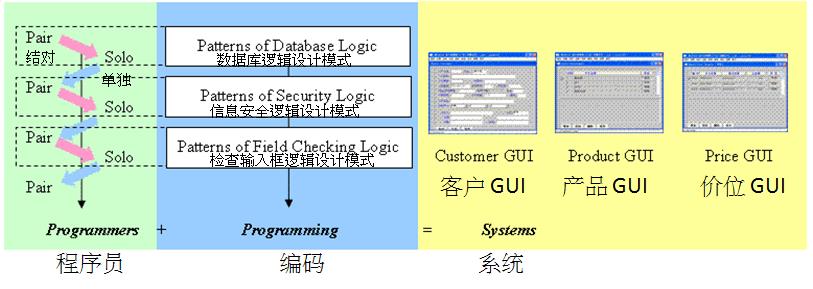 Pair
结对
Solo
Pair
单独
Solo
Pair
Solo
Pair
Patterns of Database Logic
数据库逻辑设计模式
Patterns of Security Logic
信息安全逻辑设计模式
Patterns of Field Checking Logic
检查输入框逻辑设计模式
Customer GUI
客户 GUI
Product GUI
产品 GUI
Price GUI
价位 GUI
Programmers + Programming = Systems
程序员 编码 系统